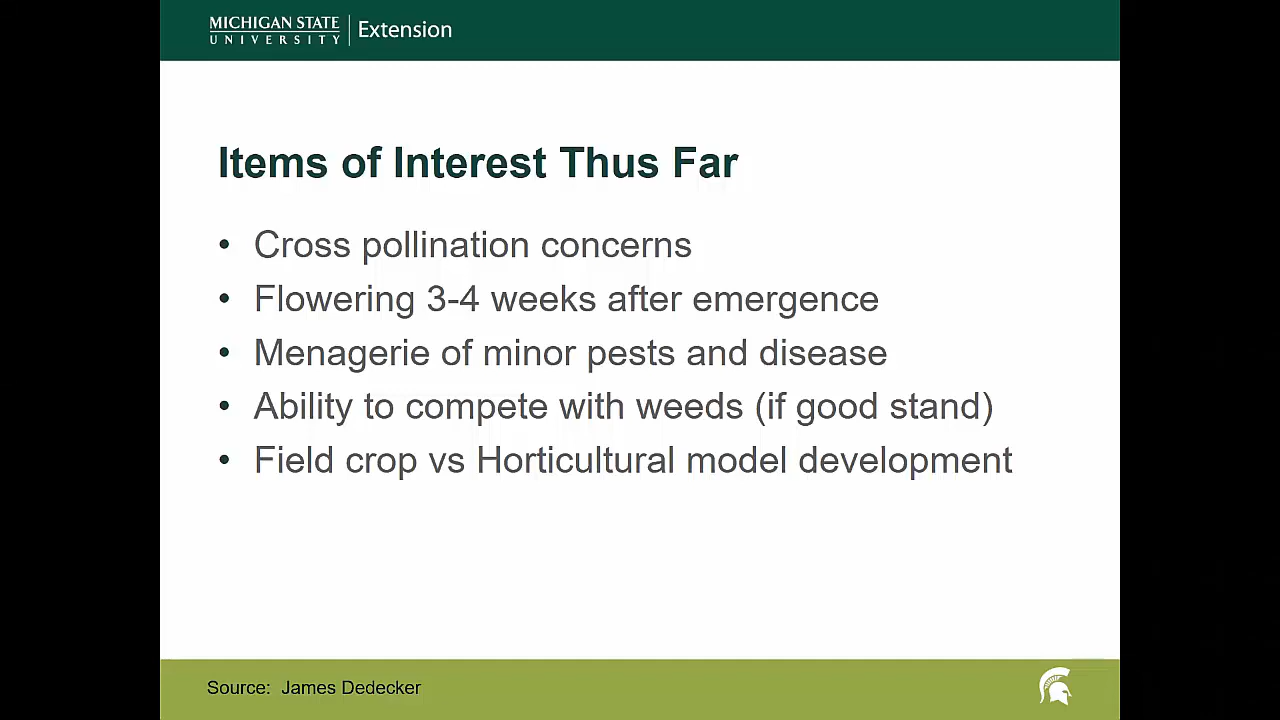 MICHIGAN STATE
UNIVERSITY
Extension
Items of Interest Thus Far
• Cross pollination concerns
• Flowering 3-4 weeks after emergence
• Menagerie of minor pests and disease
• Ability to compete with weeds (if good stand)
• Field crop vs Horticultural model development
Source: James Dedecker